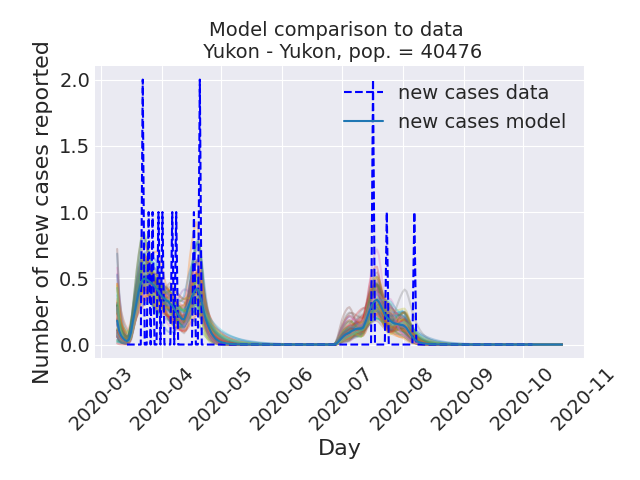 Model comparison to data
Yukon - Yukon, pop. = 40476
Number of new cases reported
2.0
1.5
1.0
0.5
0.0
new cases data
new cases model
2020-03
2020-04
2020-05
2020-06
2020-07
2020-08
2020-09
2020-10
2020-11
Day